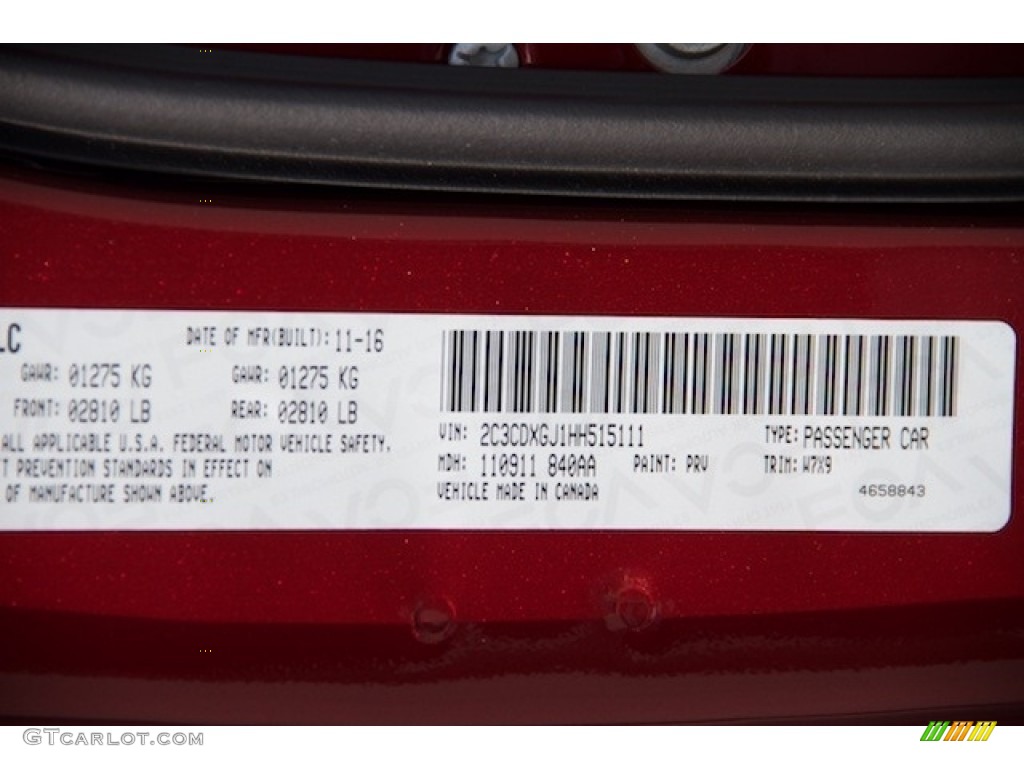 LC DATE OF MFR(BUILT): 11-16
GAWR: 01275 KG GAWR: 01275 KG
FRONT: 02810 LB REAR: 02810 LB
ALL APPLICABLE U.S.A. FEDERAL MOTOR VEHICLE SAFETY,
T PREVENTION STANDARDS IN EFFECT ON
OF MANUFACTURE SHOWN ABOVE.
VIN: 2C3CDXGJ1HH515111 TYPE: PASSENGER CAR
MDH: 110911 840AA PAINT: PRV TRIM: W7X9
VEHICLE MADE IN CANADA 4658843
GTCarlot.com